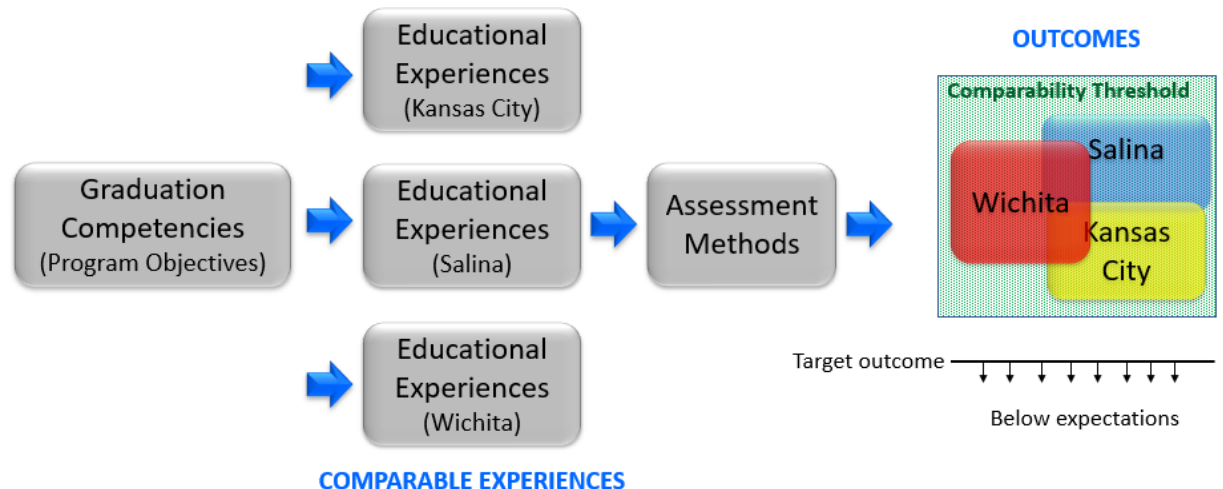 Educational
Experiences
(Kansas City)
Graduation
Competencies
(Program Objectives)
Educational
Experiences
(Salina)
Educational
Experiences
(Wichita)
COMPARABLE EXPERIENCES
Assessment
Methods
OUTCOMES
Comparability Threshold
Salina
Wichita
Kansas
City
Target outcome
Below expectations